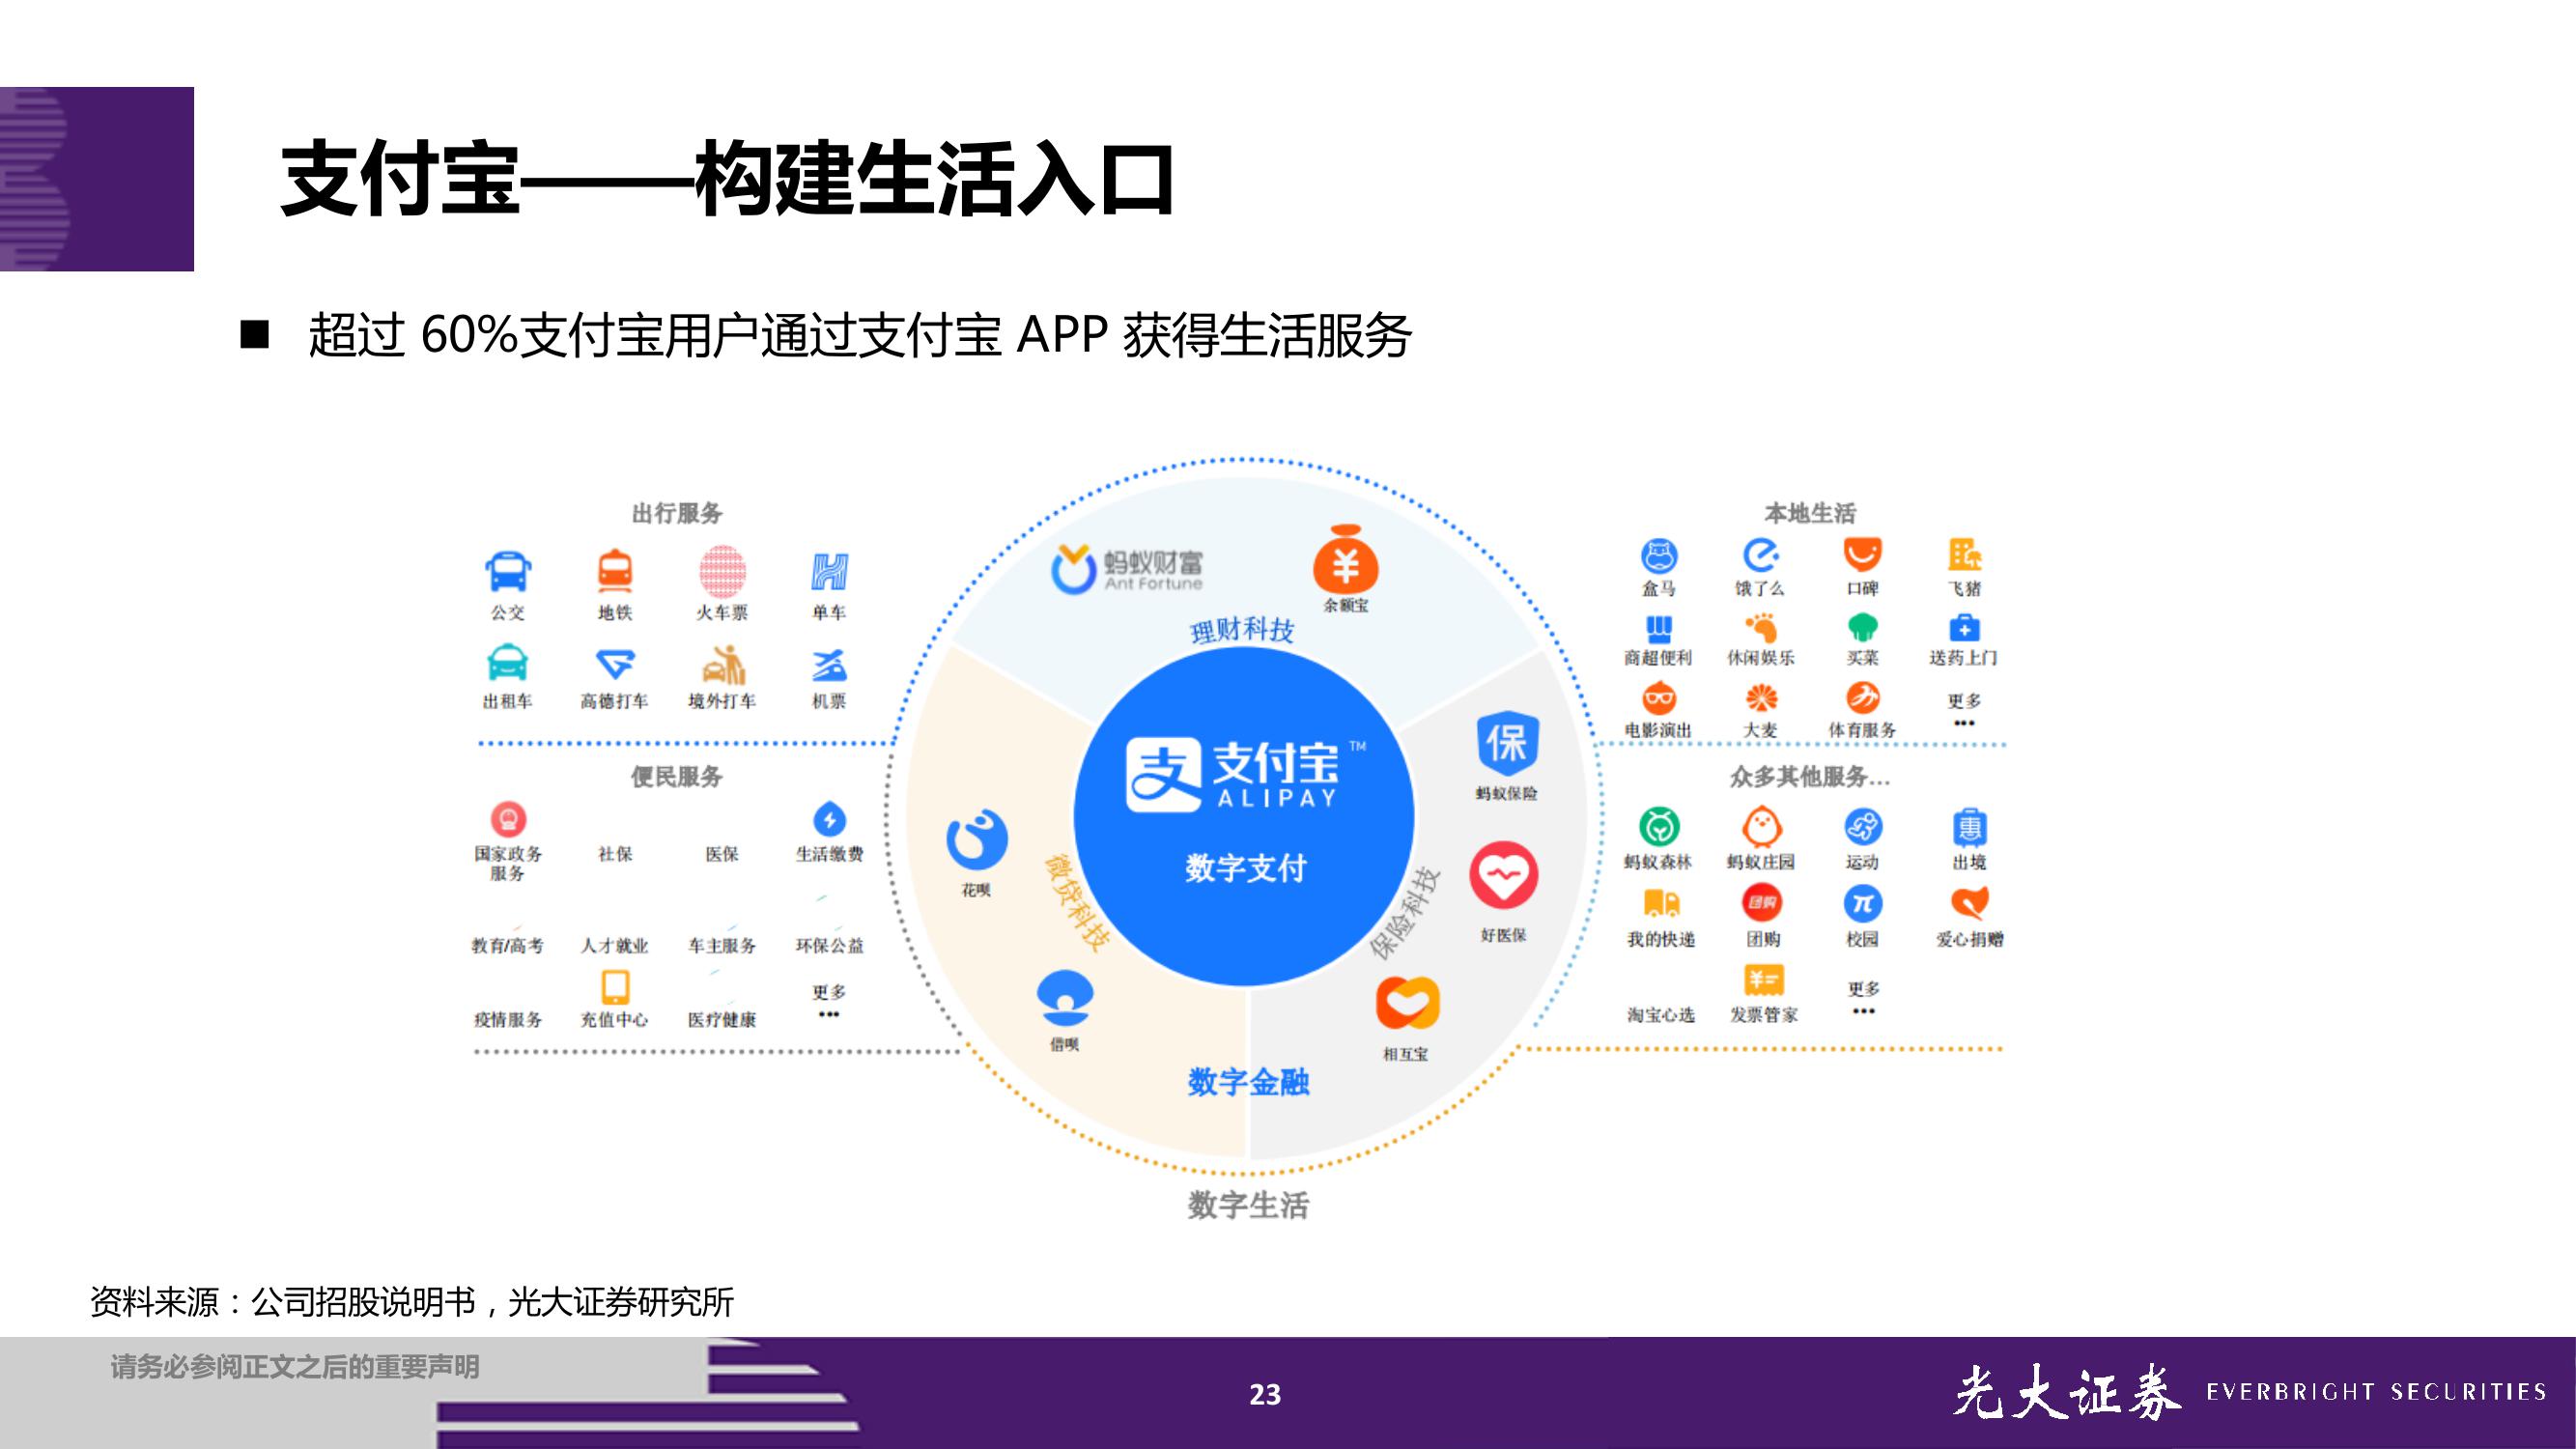 支付宝——构建生活入口
■ 超过 60%支付宝用户通过支付宝 APP 获得生活服务
出行服务
公交 地铁 火车票 单车
出租车 高德打车 境外打车 机票
便民服务
国家政务服务 社保 医保 生活缴费
教育/高考 人才就业 车主服务 环保公益
疫情服务 充值中心 医疗健康 更多
•••
蚂蚁财富
Ant Fortune
余额宝
理财科技
支 支付宝 ™
ALIPAY
数字支付
花呗
借呗
微贷科技
保
蚂蚁保险
好医保
相互宝
保险科技
数字金融
数字生活
本地生活
盒马 饿了么 口碑 飞猪
商超便利 休闲娱乐 买菜 送药上门
电影演出 大麦 体育服务 更多
•••
众多其他服务...
惠
蚂蚁森林 蚂蚁庄园 运动 出境
团购 π
我的快递 团购 校园 爱心捐赠
淘宝心选 发票管家 更多
•••
资料来源：公司招股说明书，光大证券研究所
请务必参阅正文之后的重要声明
23
光大证券 EVERBRIGHT SECURITIES